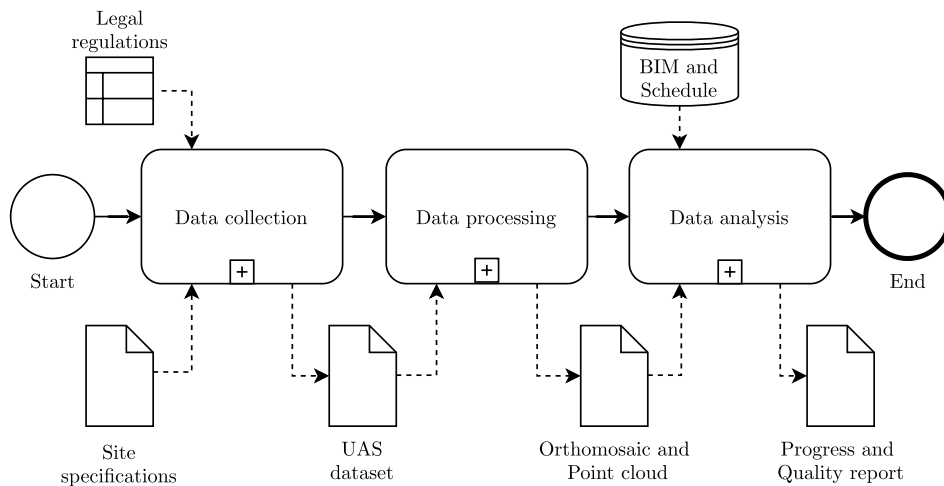 Legal
regulations
BIM and
Schedule
Data collection
Data processing
Data analysis
Start
End
Site
specifications
UAS
dataset
Orthomosaic and
Point cloud
Progress and
Quality report